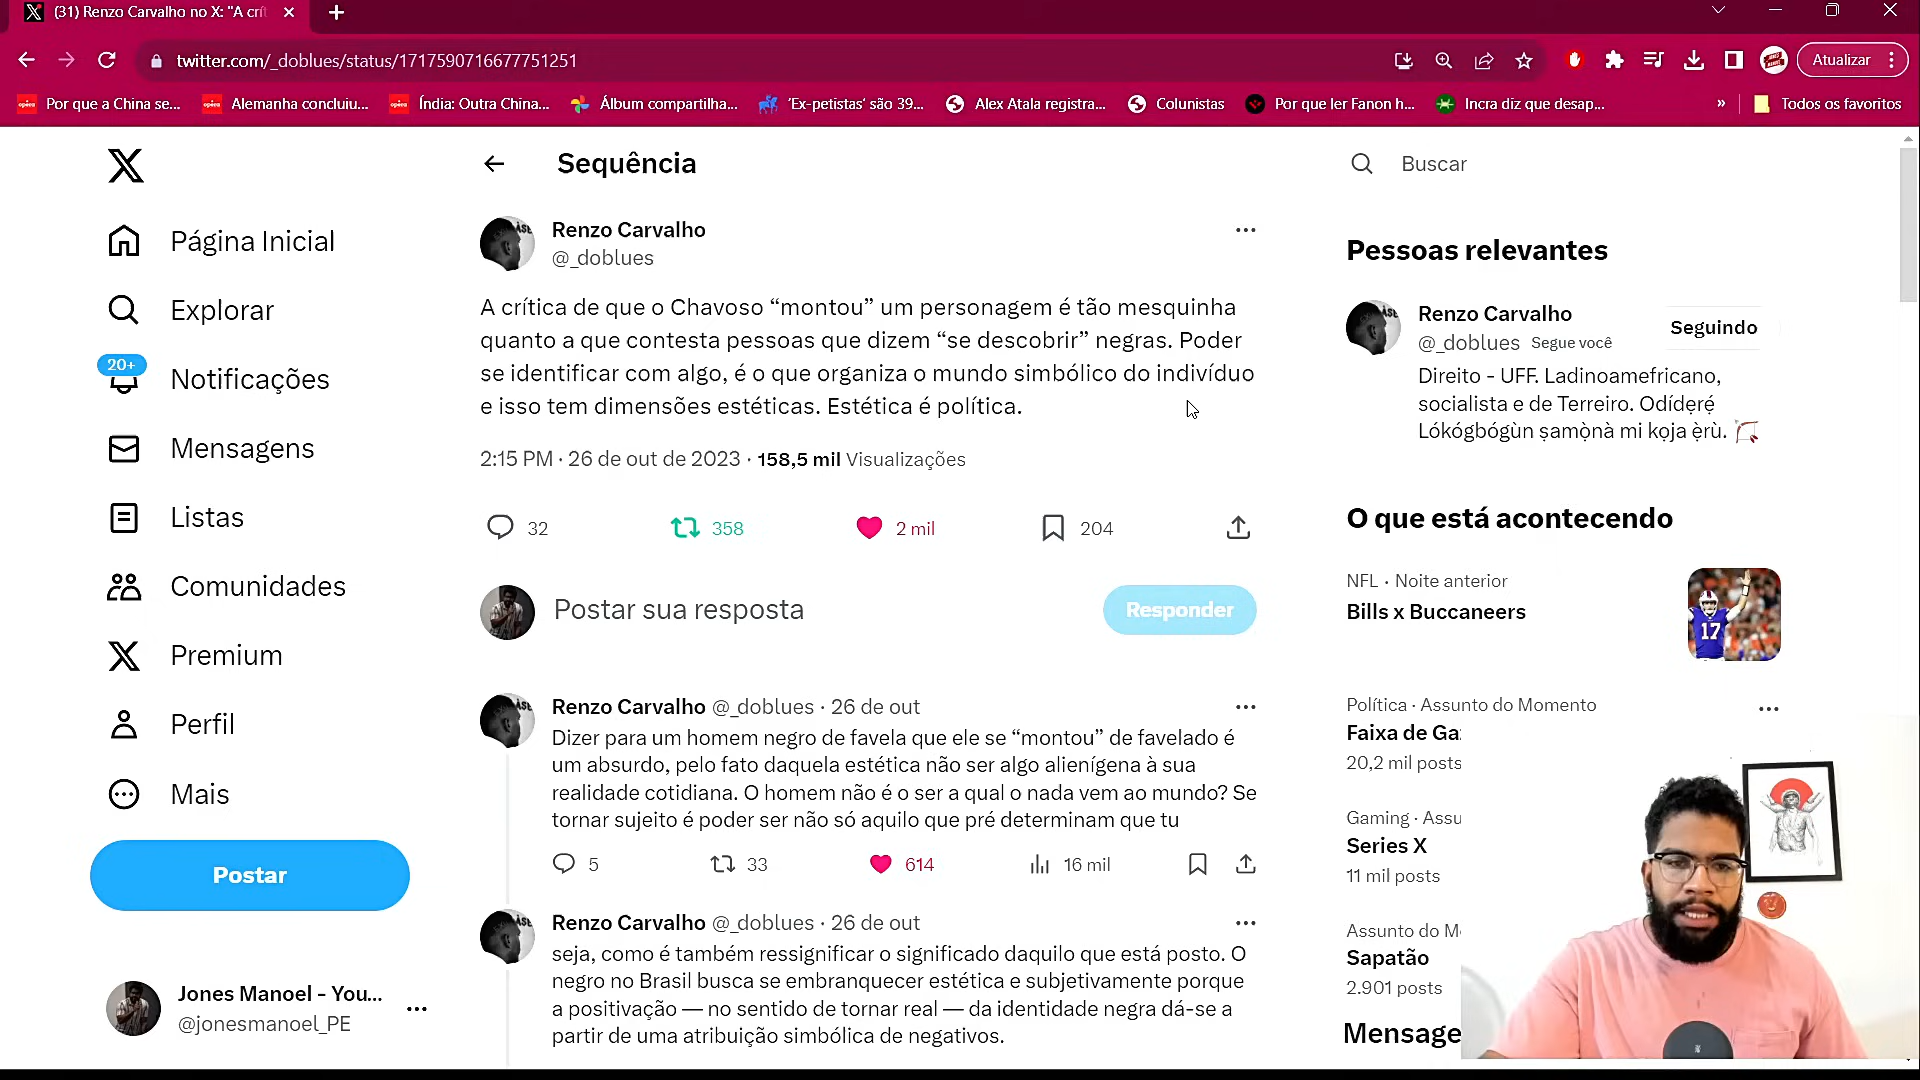 (31) Renzo Carvalho no X: "A crít
twitter.com/_doblues/status/1717590716677751251
Atualizar
Por que a China se...
Alemanha concluiu...
Índia: Outra China...
Álbum compartilha...
'Ex-petistas' são 39...
Alex Atala registra...
Colunistas
Por que ler Fanon h...
Incra diz que desap...
»
Todos os favoritos
Página Inicial
Explorar
20+
Notificações
Mensagens
Listas
Comunidades
Premium
Perfil
Mais
Postar
Jones Manoel - You...
@jonesmanoel_PE
Sequência
Renzo Carvalho
@_doblues
A crítica de que o Chavoso “montou” um personagem é tão mesquinha
quanto a que contesta pessoas que dizem “se descobrir” negras. Poder
se identificar com algo, é o que organiza o mundo simbólico do indivíduo
e isso tem dimensões estéticas. Estética é política.
2:15 PM · 26 de out de 2023 · 158,5 mil Visualizações
32 358 2 mil 204
Postar sua resposta
Responder
Renzo Carvalho @_doblues · 26 de out
Dizer para um homem negro de favela que ele se “montou” de favelado é
um absurdo, pelo fato daquela estética não ser algo alienígena à sua
realidade cotidiana. O homem não é o ser a qual o nada vem ao mundo? Se
tornar sujeito é poder ser não só aquilo que pré determinam que tu
5 33 614 16 mil
Renzo Carvalho @_doblues · 26 de out
seja, como é também ressignificar o significado daquilo que está posto. O
negro no Brasil busca se embranquecer estética e subjetivamente porque
a positivação — no sentido de tornar real — da identidade negra dá-se a
partir de uma atribuição simbólica de negativos.
Buscar
Pessoas relevantes
Renzo Carvalho
@_doblues Segue você
Seguindo
Direito - UFF. Ladinoamefricano,
socialista e de Terreiro. Odídẹrẹ́
Lókógbógùn ṣamọ̀nà mi kọja ẹ̀rù.
O que está acontecendo
NFL · Noite anterior
Bills x Buccaneers
17
Política · Assunto do Momento
Faixa de Ga
20,2 mil posts
Gaming · Assu
Series X
11 mil posts
Assunto do M
Sapatão
2.901 posts
Mensage